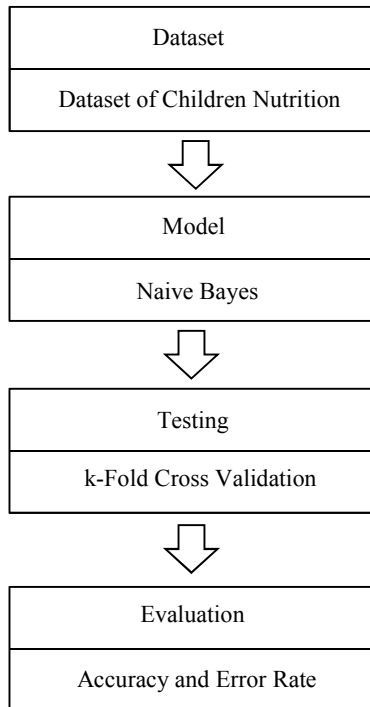 Dataset
Dataset of Children Nutrition
Model
Naive Bayes
Testing
k-Fold Cross Validation
Evaluation
Accuracy and Error Rate